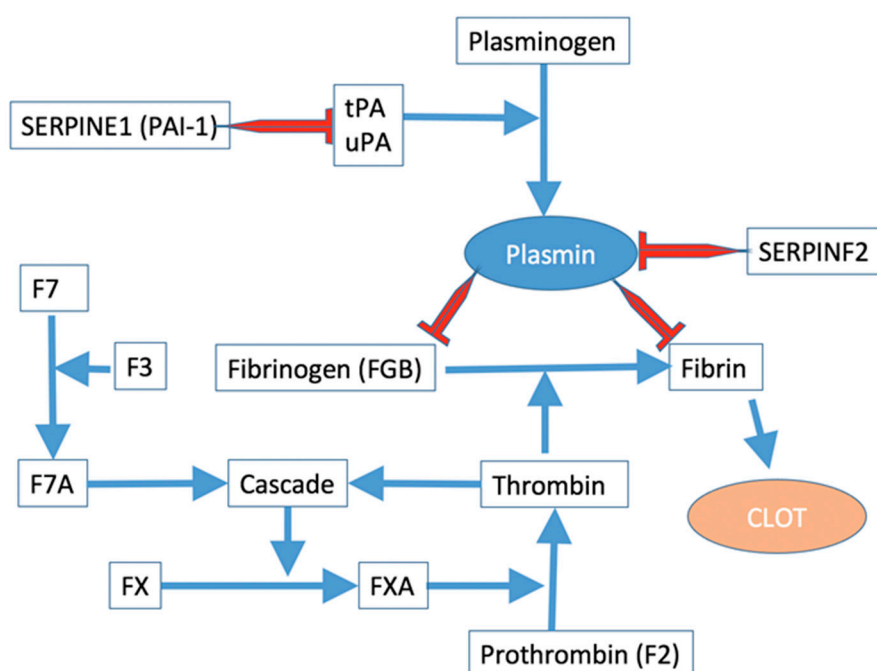 Plasminogen
SERPINE1 (PAI-1)
tPA
uPA
Plasmin
SERPINF2
F7
F3
Fibrinogen (FGB)
Fibrin
F7A
Cascade
Thrombin
CLOT
FX
FXA
Prothrombin (F2)